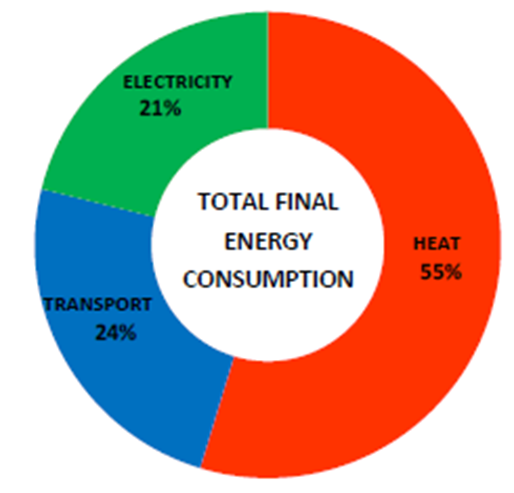 ELECTRICITY
21%
TOTAL FINAL
ENERGY
CONSUMPTION
HEAT
55%
TRANSPORT
24%